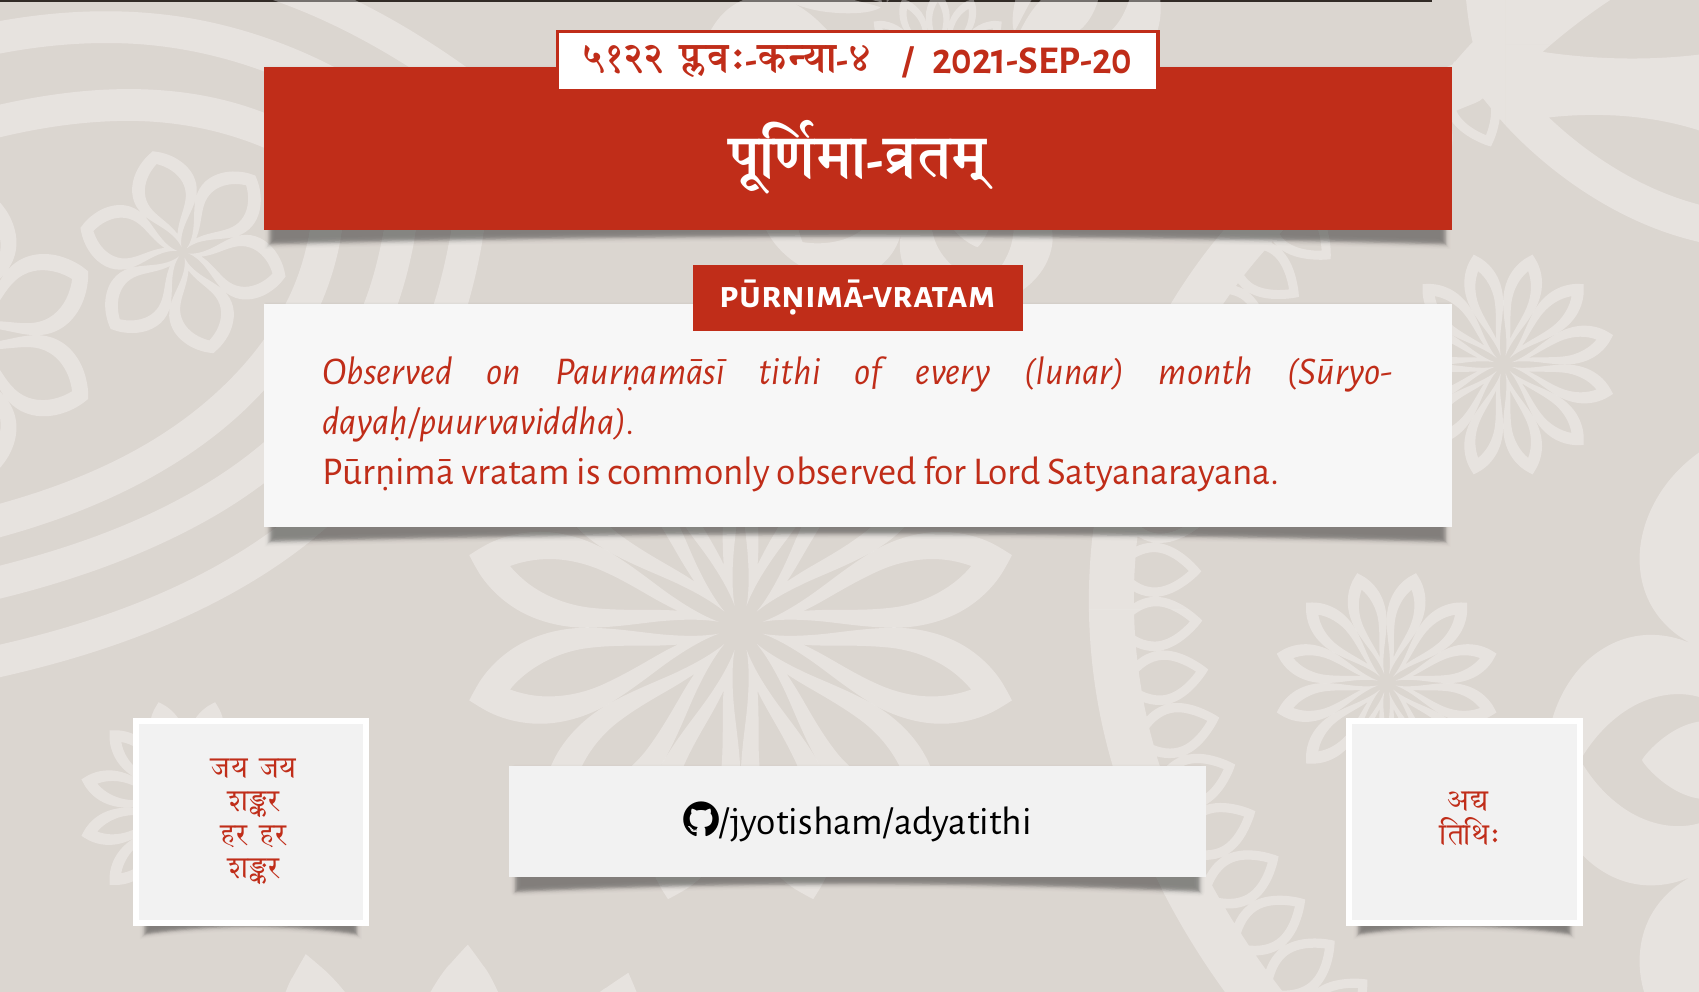 ५१२२ प्लवः-कन्या-४ / 2021-SEP-20
पूर्णिमा-व्रतम्
PŪRṆIMĀ-VRATAM
Observed on Paurṇamāsī tithi of every (lunar) month (Sūryo-
dayaḥ/puurvaviddha).
Pūrṇimā vratam is commonly observed for Lord Satyanarayana.
जय जय
शङ्कर
हर हर
शङ्कर
/jyotisham/adyatithi
अद्य
तिथिः